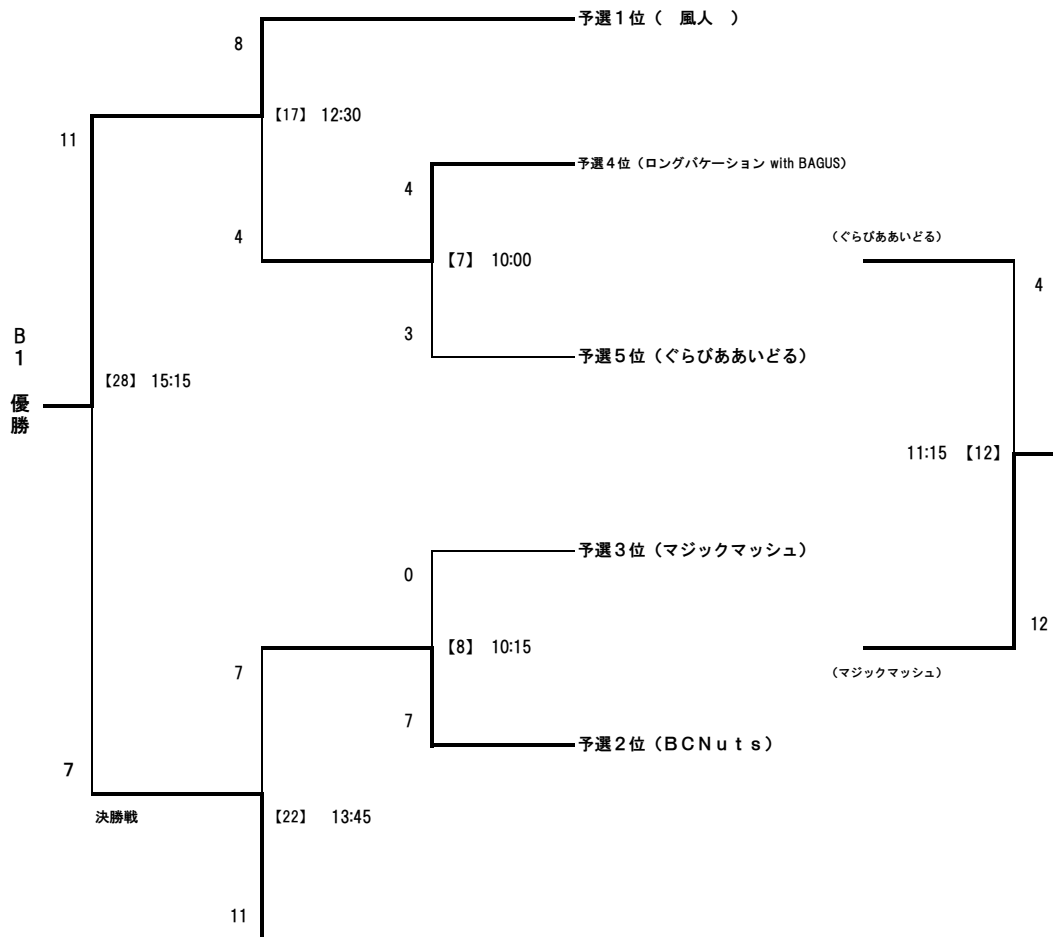 予選1位（　風人　）
8
【17】 12:30
11
予選4位（ロングバケーション with BAGUS）
4
4
（ぐらびああいどる）
【7】 10:00
4
3
予選5位（ぐらびああいどる）
B1 優勝
【28】 15:15
11:15 【12】
予選3位（マジックマッシュ）
0
12
【8】 10:15
7
（マジックマッシュ）
7
予選2位（ＢＣＮｕｔｓ）
7
決勝戦
【22】 13:45
11